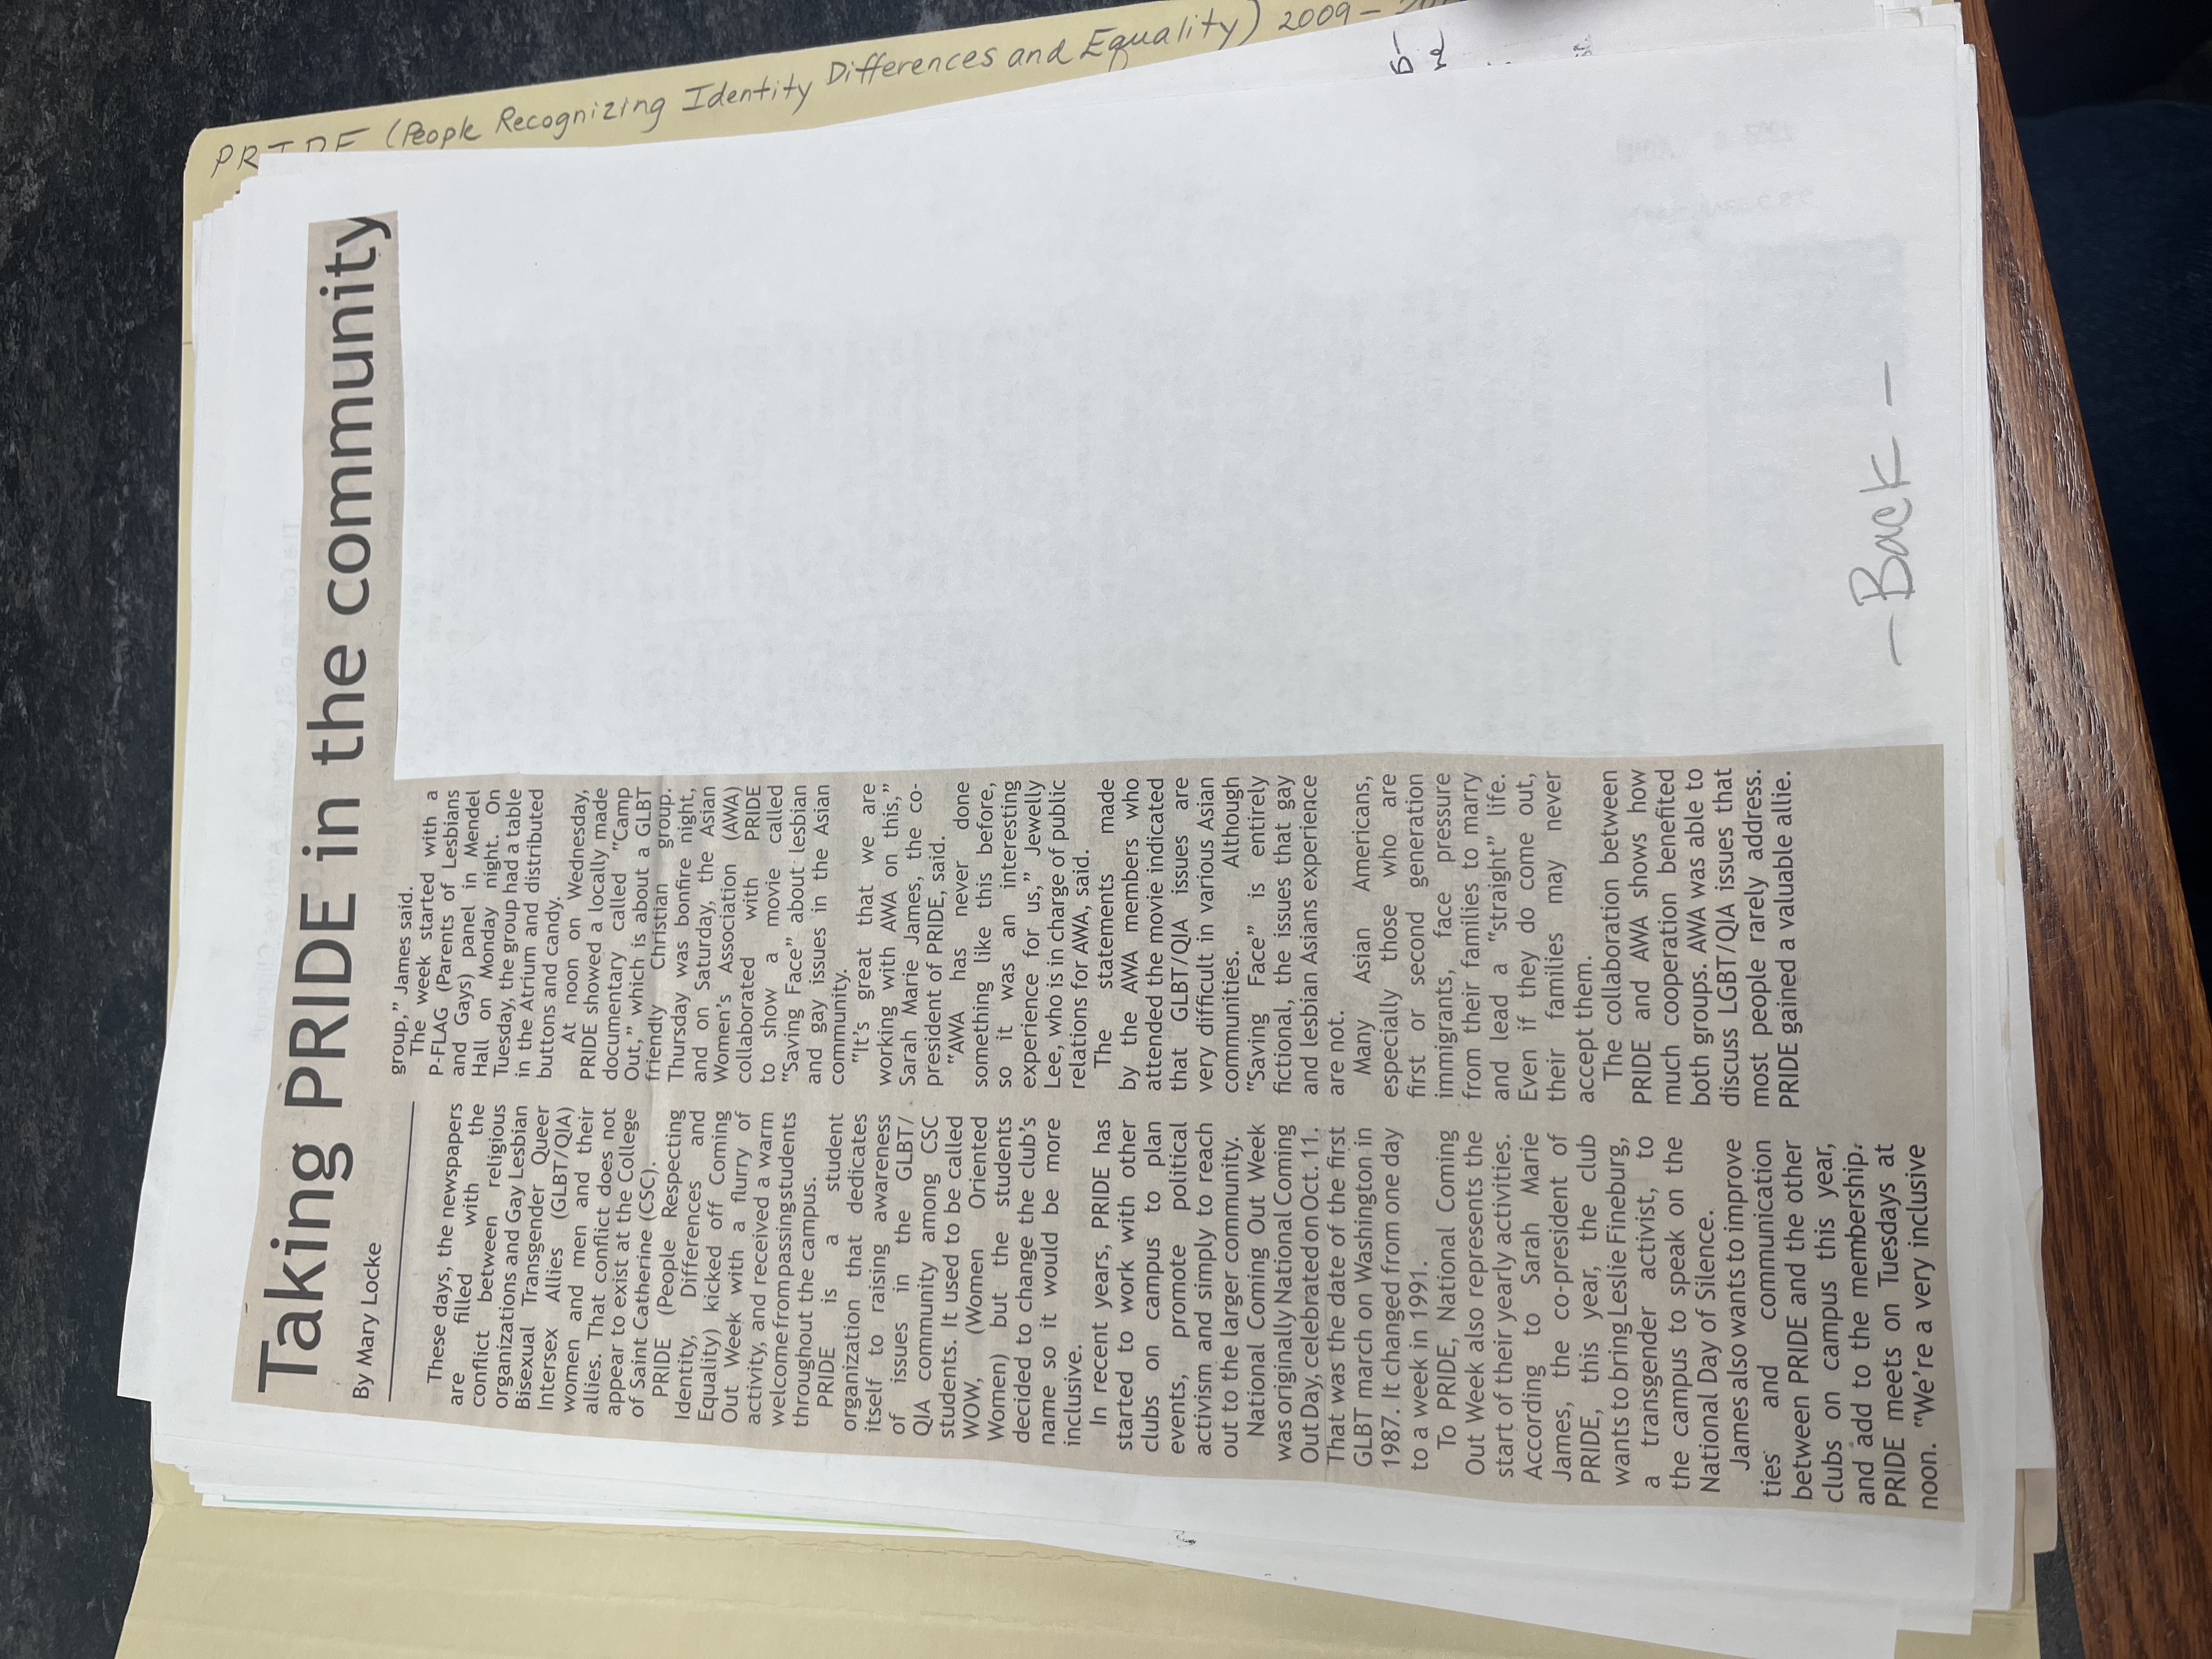 Taking PRIDE in the community
By Mary Locke
These days, the newspapers
are filled with the
conflict between religious
organizations and Gay Lesbian
Bisexual Transgender Queer
Intersex Allies (GLBT/QIA)
women and men and their
allies. That conflict does not
appear to exist at the College
of Saint Catherine (CSC).
PRIDE (People Respecting
Identity, Differences and
Equality) kicked off Coming
Out Week with a flurry of
activity, and received a warm
welcome from passing students
throughout the campus.
PRIDE is a student
organization that dedicates
itself to raising awareness
of issues in the GLBT/
QIA community among CSC
students. It used to be called
WOW, (Women Oriented
Women) but the students
decided to change the club's
name so it would be more
inclusive.
In recent years, PRIDE has
started to work with other
clubs on campus to plan
events, promote political
activism and simply to reach
out to the larger community.
National Coming Out Week
was originally National Coming
Out Day, celebrated on Oct. 11.
That was the date of the first
GLBT march on Washington in
1987. It changed from one day
to a week in 1991.
To PRIDE, National Coming
Out Week also represents the
start of their yearly activities.
According to Sarah Marie
James, the co-president of
PRIDE, this year, the club
wants to bring Leslie Fineburg,
a transgender activist, to
the campus to speak on the
National Day of Silence.
James also wants to improve
ties and communication
between PRIDE and the other
clubs on campus this year,
and add to the membership.
PRIDE meets on Tuesdays at
noon. "We're a very inclusive
group," James said.
The week started with a
P-FLAG (Parents of Lesbians
and Gays) panel in Mendel
Hall on Monday night. On
Tuesday, the group had a table
in the Atrium and distributed
buttons and candy.
At noon on Wednesday,
PRIDE showed a locally made
documentary called "Camp
Out," which is about a GLBT
friendly Christian group.
Thursday was bonfire night,
and on Saturday, the Asian
Women's Association (AWA)
collaborated with PRIDE
to show a movie called
"Saving Face" about lesbian
and gay issues in the Asian
community.
"It's great that we are
working with AWA on this,"
Sarah Marie James, the co-
president of PRIDE, said.
"AWA has never done
something like this before,
so it was an interesting
experience for us," Jewelly
Lee, who is in charge of public
relations for AWA, said.
The statements made
by the AWA members who
attended the movie indicated
that GLBT/QIA issues are
very difficult in various Asian
communities. Although
"Saving Face" is entirely
fictional, the issues that gay
and lesbian Asians experience
are not.
Many Asian Americans,
especially those who are
first or second generation
immigrants, face pressure
from their families to marry
and lead a "straight" life.
Even if they do come out,
their families may never
accept them.
The collaboration between
PRIDE and AWA shows how
much cooperation benefited
both groups. AWA was able to
discuss LGBT/QIA issues that
most people rarely address.
PRIDE gained a valuable allie.
- Back -
PRIDE (People Recognizing Identity Differences and Equality) 2009-